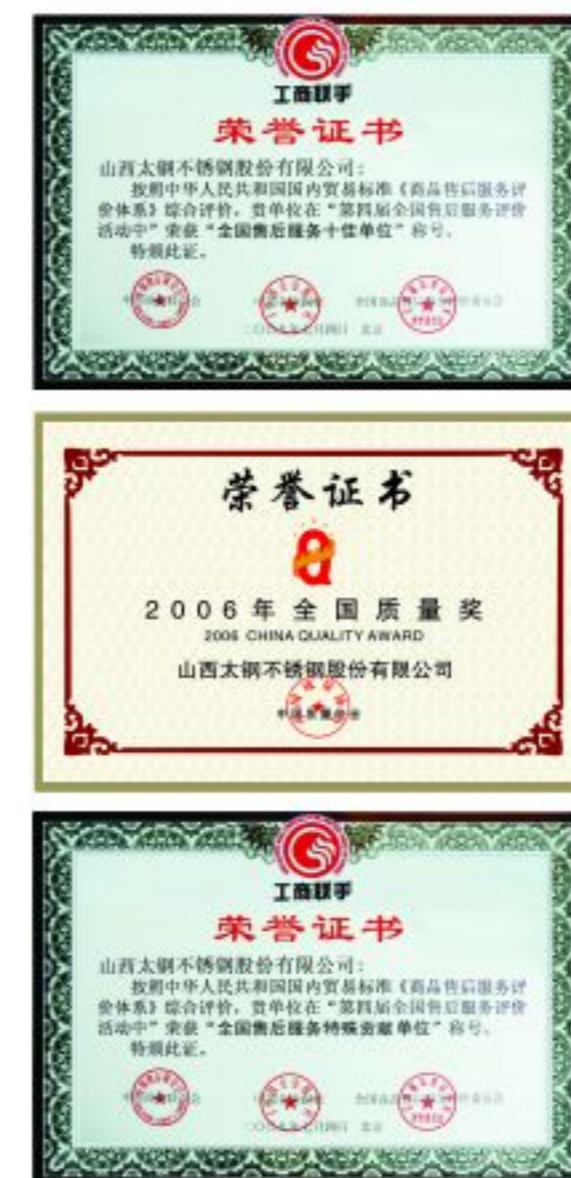 工商联手
荣誉证书
山西太钢不锈钢股份有限公司：
按照中华人民共和国国内贸易标准《商品售后服务评
价体系》综合评价，贵单位在“第四届全国售后服务评价
活动中”荣获“全国售后服务十佳单位”称号。
特颁此证。
北京
荣誉证书
2006年全国质量奖
2006 CHINA QUALITY AWARD
山西太钢不锈钢股份有限公司
工商联手
荣誉证书
山西太钢不锈钢股份有限公司：
按照中华人民共和国国内贸易标准《商品售后服务评
价体系》综合评价，贵单位在“第四届全国售后服务评价
活动中”荣获“全国售后服务特殊贡献单位”称号。
特颁此证。
北京